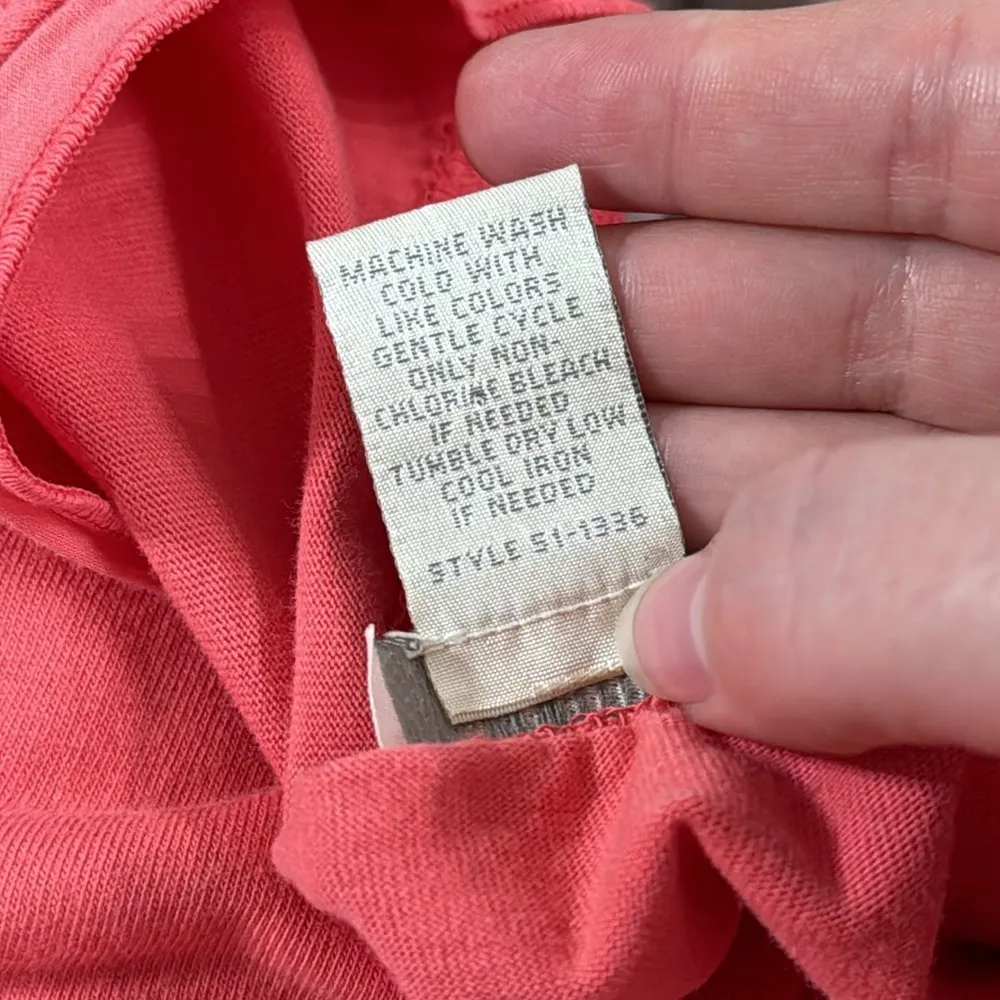 MACHINE WASH
COLD WITH
LIKE COLORS
GENTLE CYCLE
ONLY NON-
CHLORINE BLEACH
IF NEEDED
TUMBLE DRY LOW
COOL IRON
IF NEEDED
STYLE 51-1336